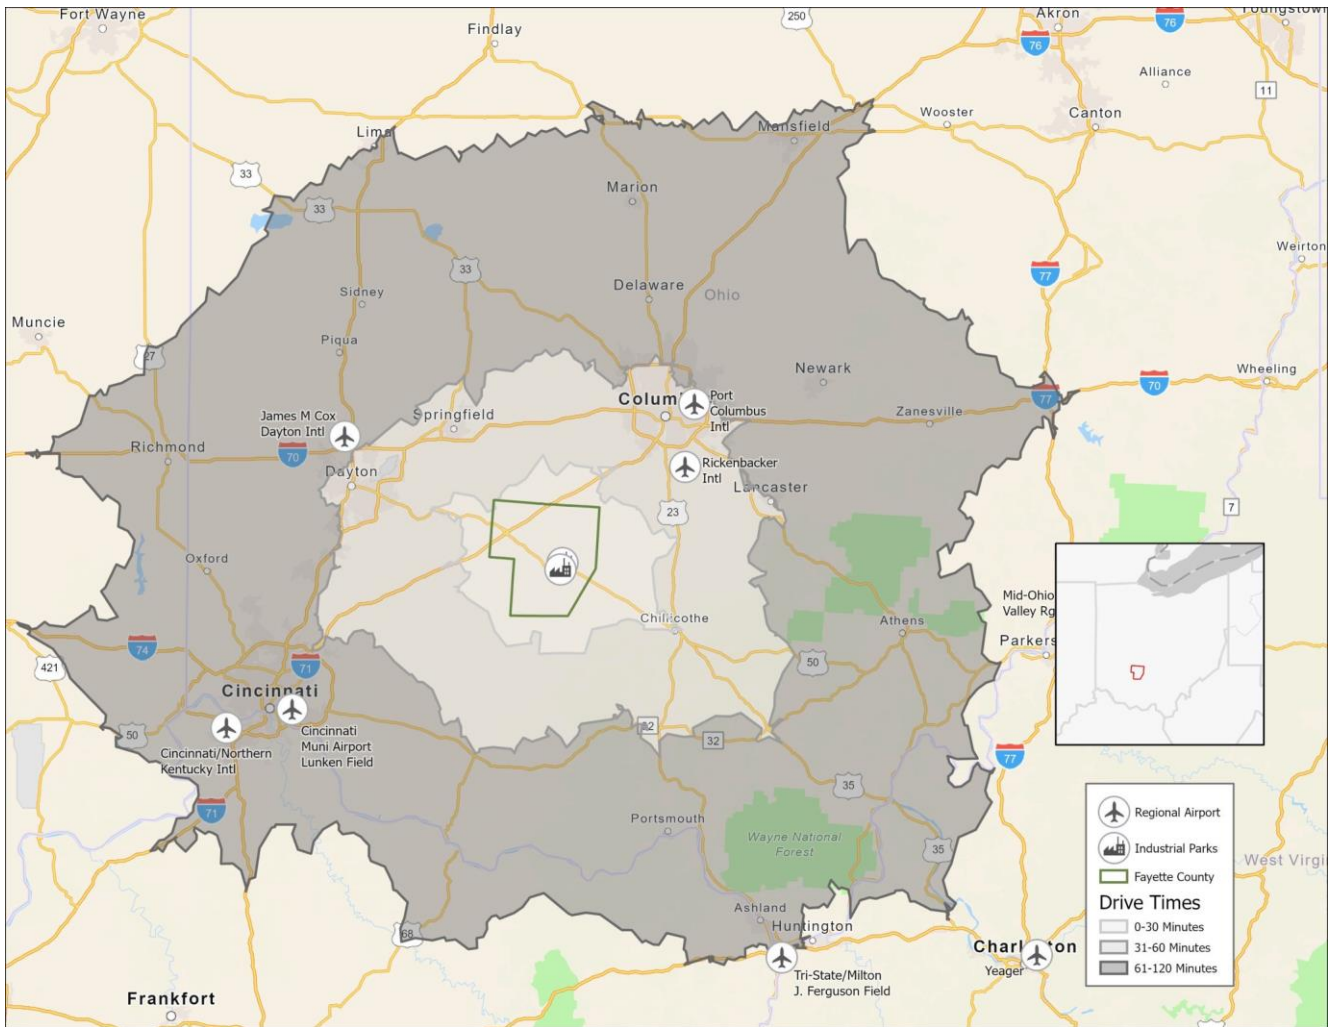 Fort Wayne
Findlay
250
Akron
76
76
Alliance
11
Wooster
Canton
Lima
Mansfield
33
Marion
33
33
Weirton
77
Sidney
Delaware
Ohio
Muncie
27
Piqua
Newark
70
Wheeling
77
James M Cox
Dayton Intl
Springfield
Port
Columbus
Intl
Zanesville
Richmond
70
Dayton
Rickenbacker
Intl
Lancaster
23
7
Oxford
Mid-Ohio
Valley Rg
Chillicothe
Athens
Parkers
74
421
71
50
Cincinnati
50
Cincinnati
Muni Airport
Lunken Field
Cincinnati/Northern
Kentucky Intl
32
77
71
35
Portsmouth
Wayne National
Forest
35
Regional Airport
Industrial Parks
Fayette County
Drive Times
0-30 Minutes
31-60 Minutes
61-120 Minutes
West Virgin
Ashland
Huntington
68
Tri-State/Milton
J. Ferguson Field
Yeager
Frankfort